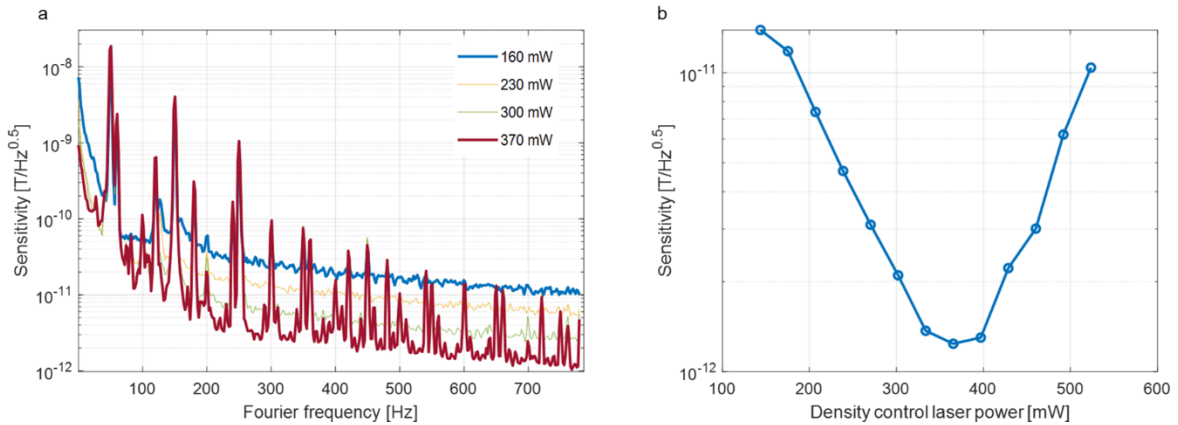 a
Sensitivity [T/Hz^0.5]
10^-8
10^-9
10^-10
10^-11
10^-12
160 mW
230 mW
300 mW
370 mW
100 200 300 400 500 600 700
Fourier frequency [Hz]
b
Sensitivity [T/Hz^0.5]
10^-11
10^-12
100 200 300 400 500 600
Density control laser power [mW]